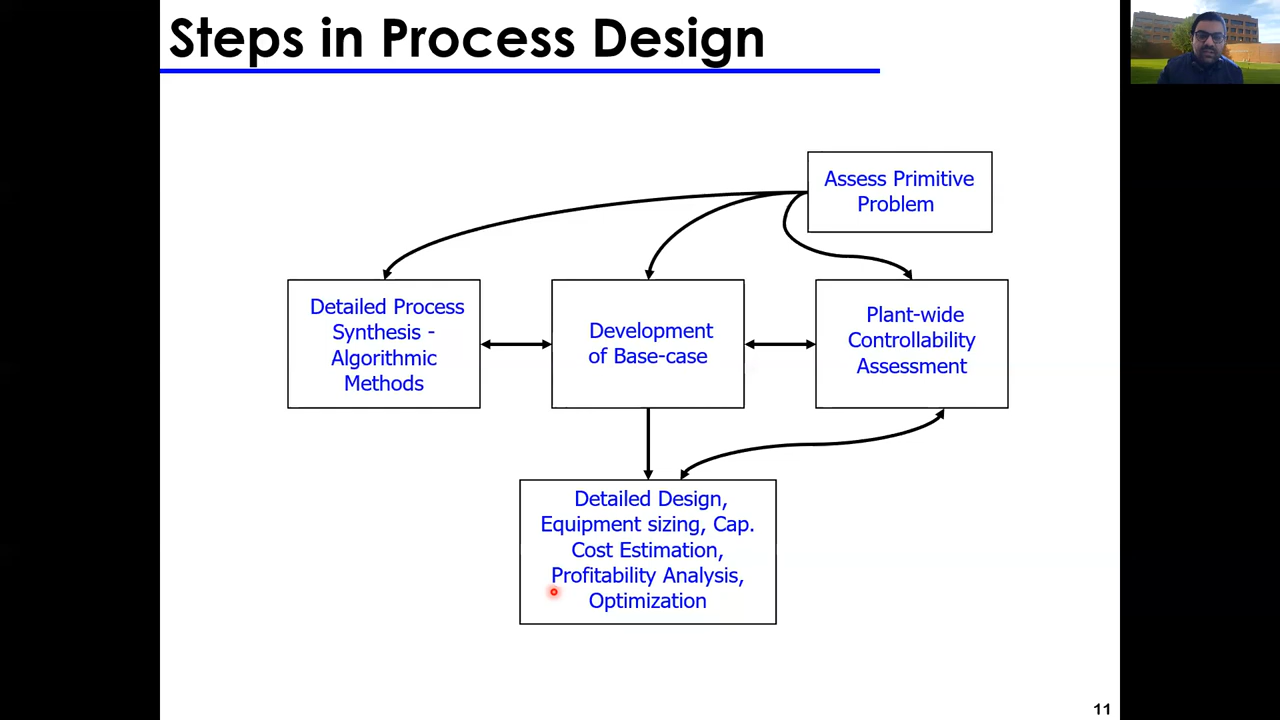 Steps in Process Design
Assess Primitive
Problem
Detailed Process
Synthesis -
Algorithmic
Methods
Development
of Base-case
Plant-wide
Controllability
Assessment
Detailed Design,
Equipment sizing, Cap.
Cost Estimation,
Profitability Analysis,
Optimization
11